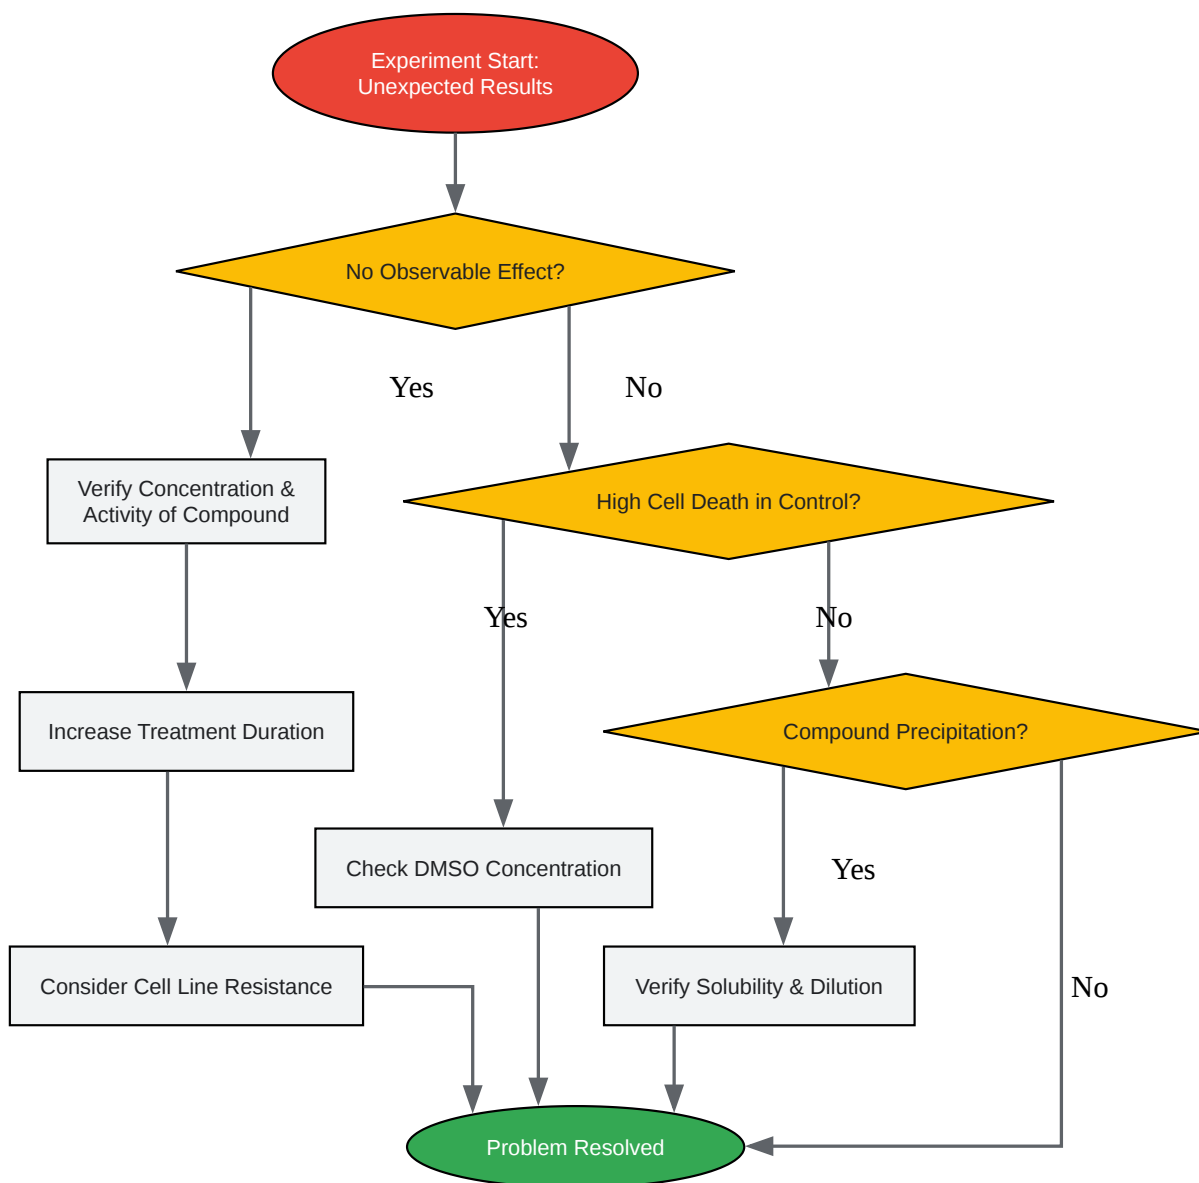 Experiment Start:
Unexpected Results
No Observable Effect?
Yes
No
Verify Concentration &
Activity of Compound
High Cell Death in Control?
Yes
No
Increase Treatment Duration
Compound Precipitation?
Check DMSO Concentration
Yes
Consider Cell Line Resistance
Verify Solubility & Dilution
No
Problem Resolved